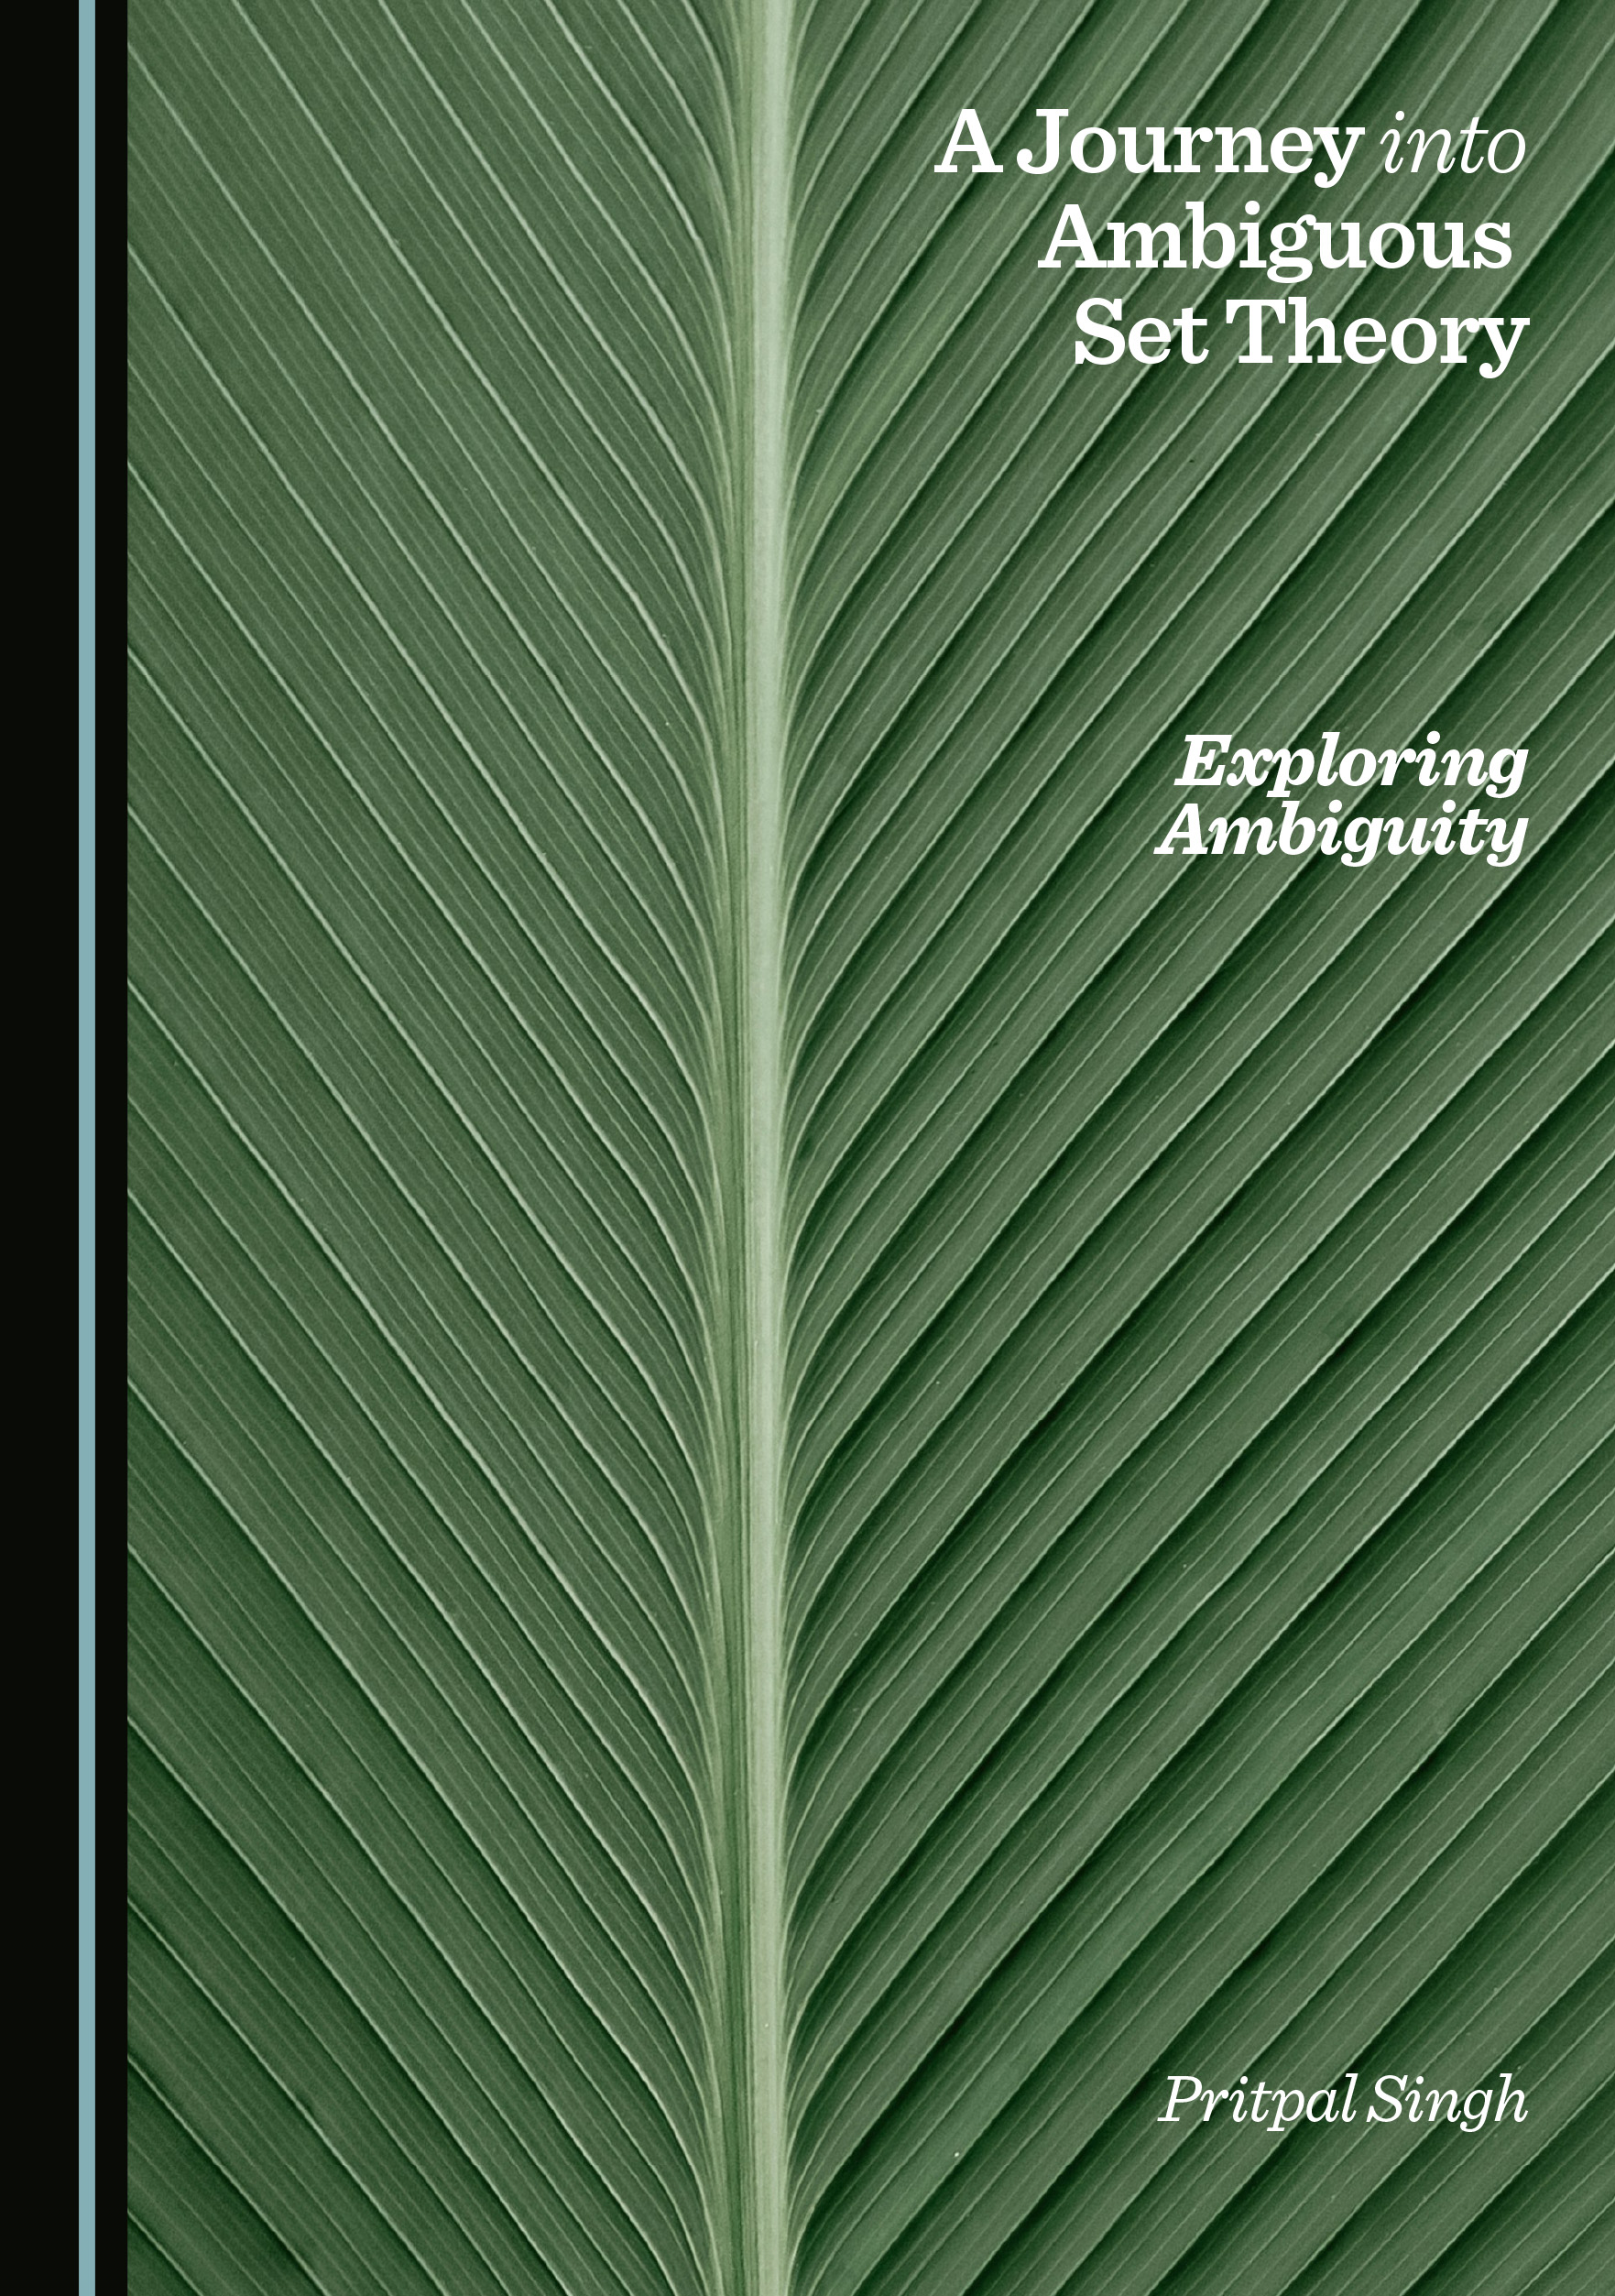 A Journey into
Ambiguous
Set Theory
Exploring
Ambiguity
Pritpal Singh